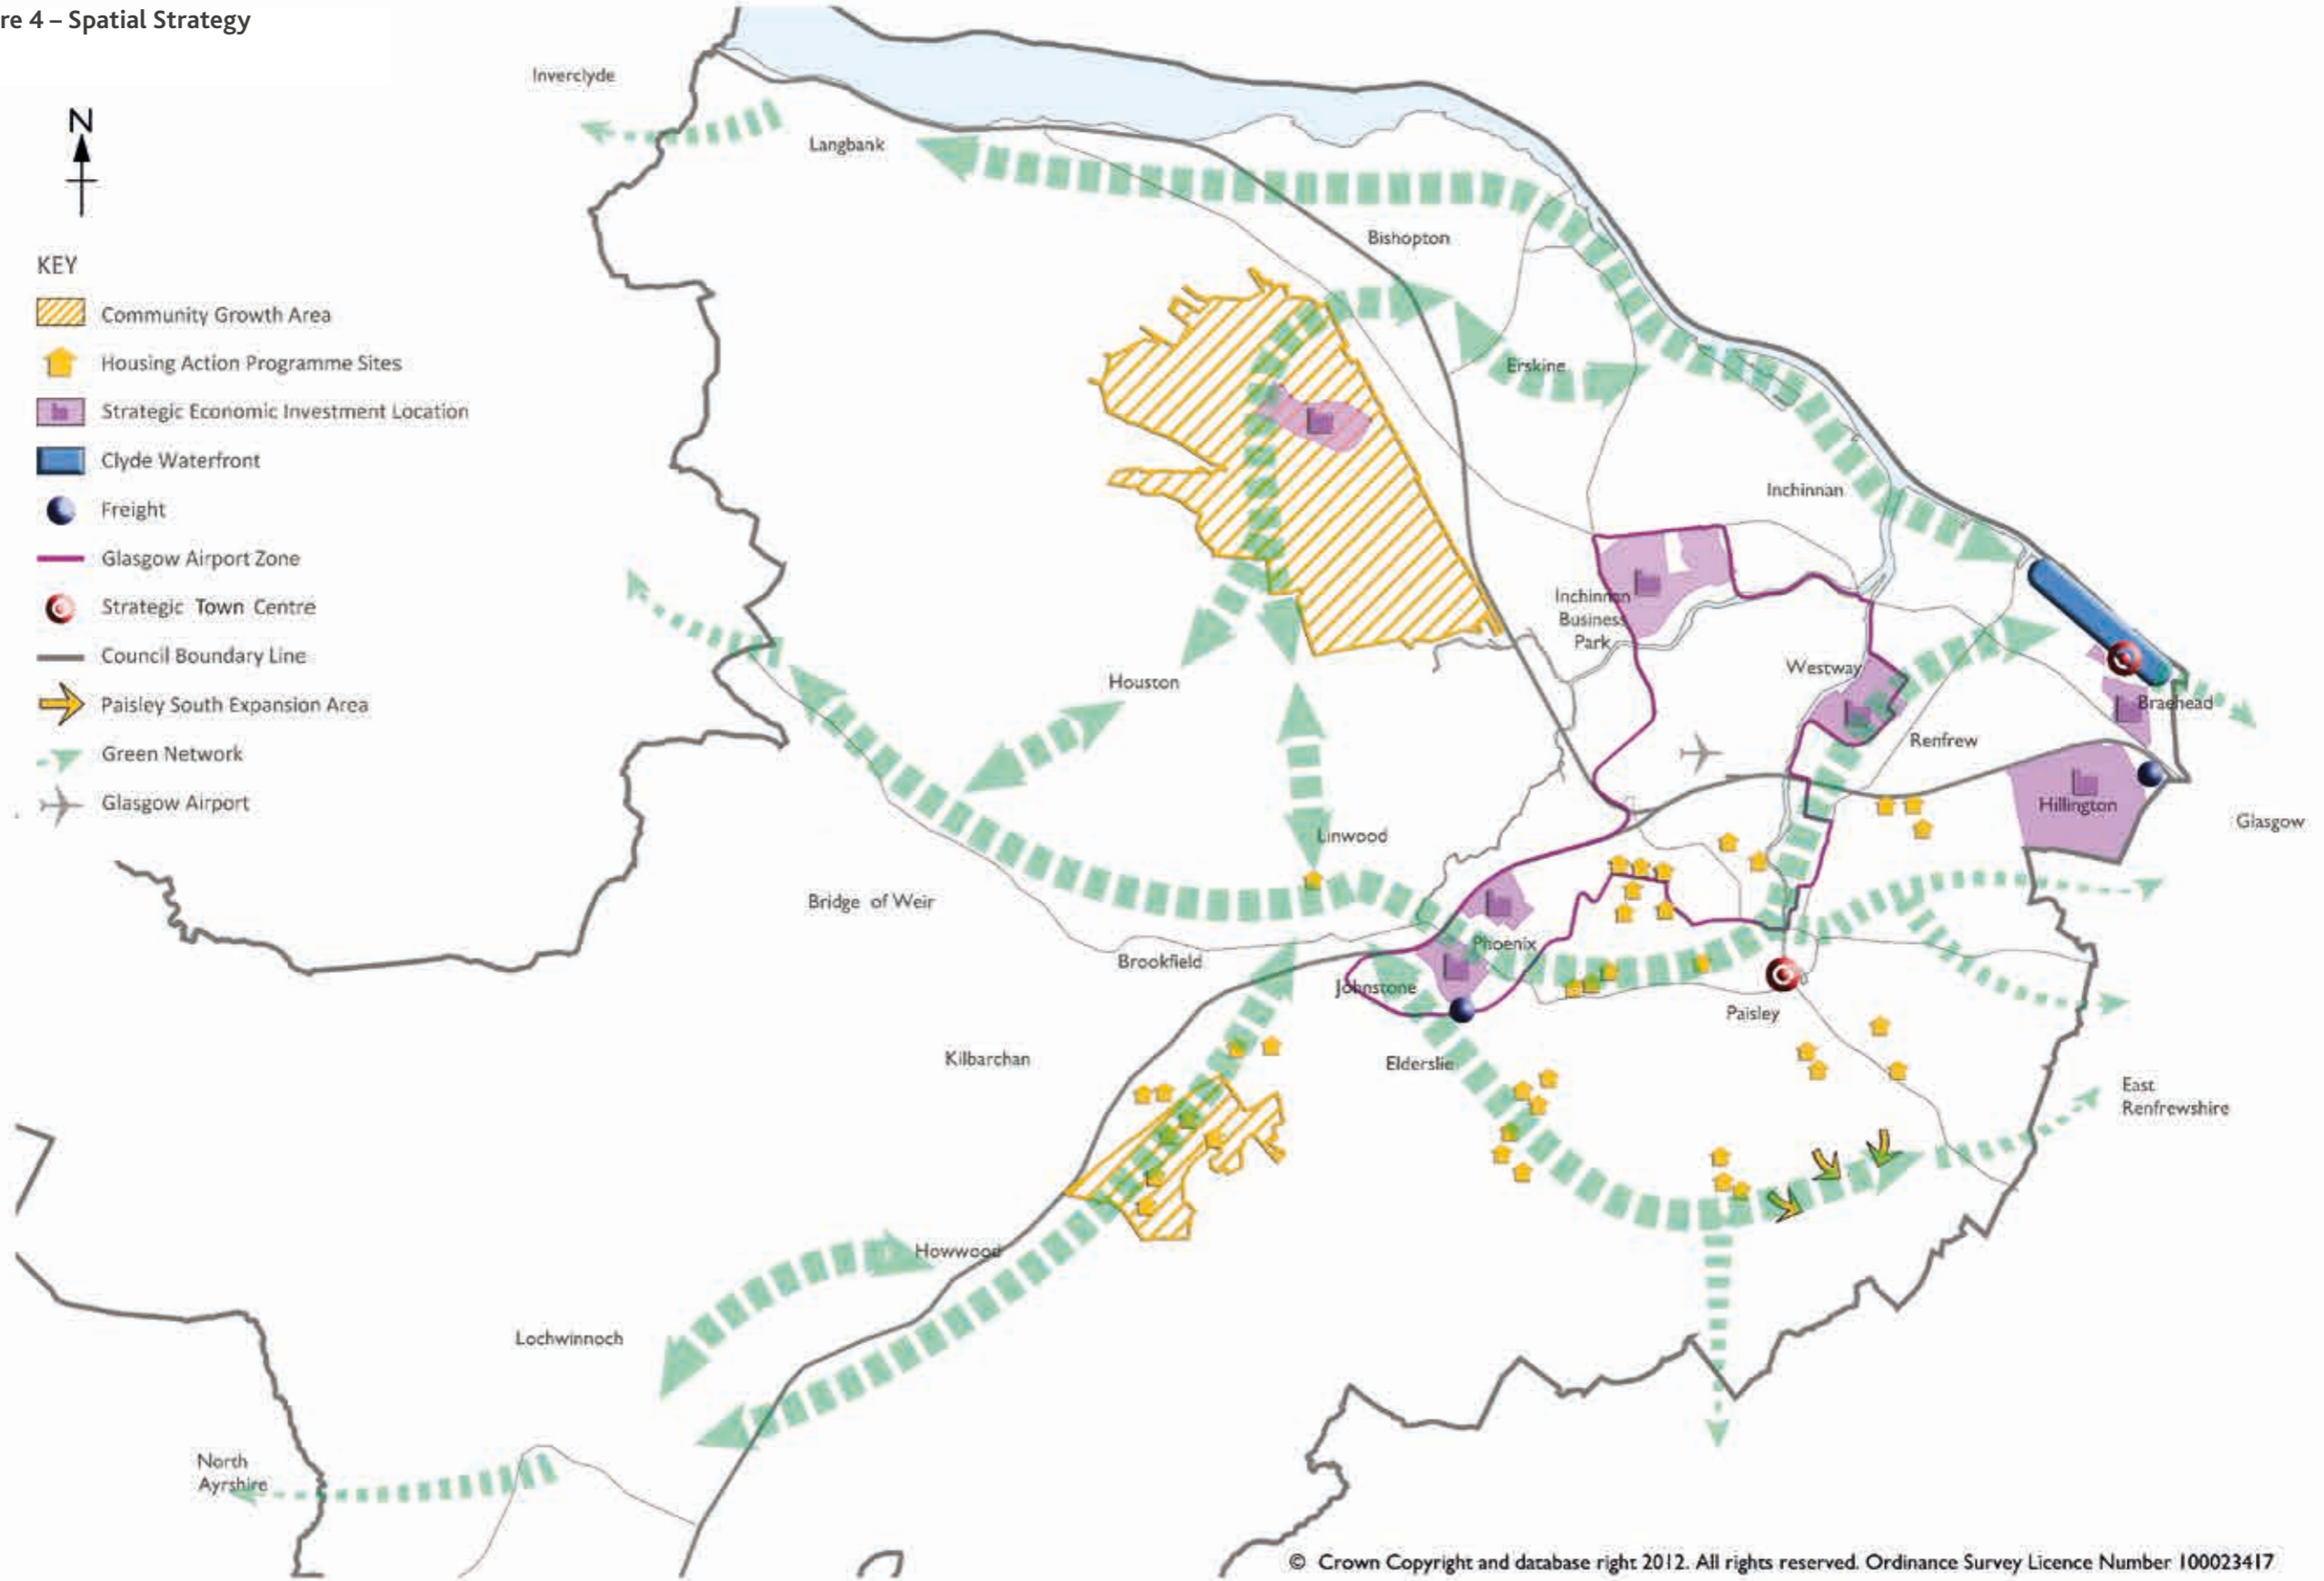 re 4 – Spatial Strategy
N
KEY
Community Growth Area
Housing Action Programme Sites
Strategic Economic Investment Location
Clyde Waterfront
Freight
Glasgow Airport Zone
Strategic Town Centre
Council Boundary Line
Paisley South Expansion Area
Green Network
Glasgow Airport
Inverclyde
Langbank
Bishopton
Erskine
Inchinnan
Inchinnan
Business
Park
Houston
Westway
Braehead
Renfrew
Hillington
Glasgow
Linwood
Bridge of Weir
Phoenix
Brookfield
Johnstone
Paisley
Kilbarchan
Elderslie
East
Renfrewshire
Howwood
Lochwinnoch
North
Ayrshire
© Crown Copyright and database right 2012. All rights reserved. Ordinance Survey Licence Number 100023417